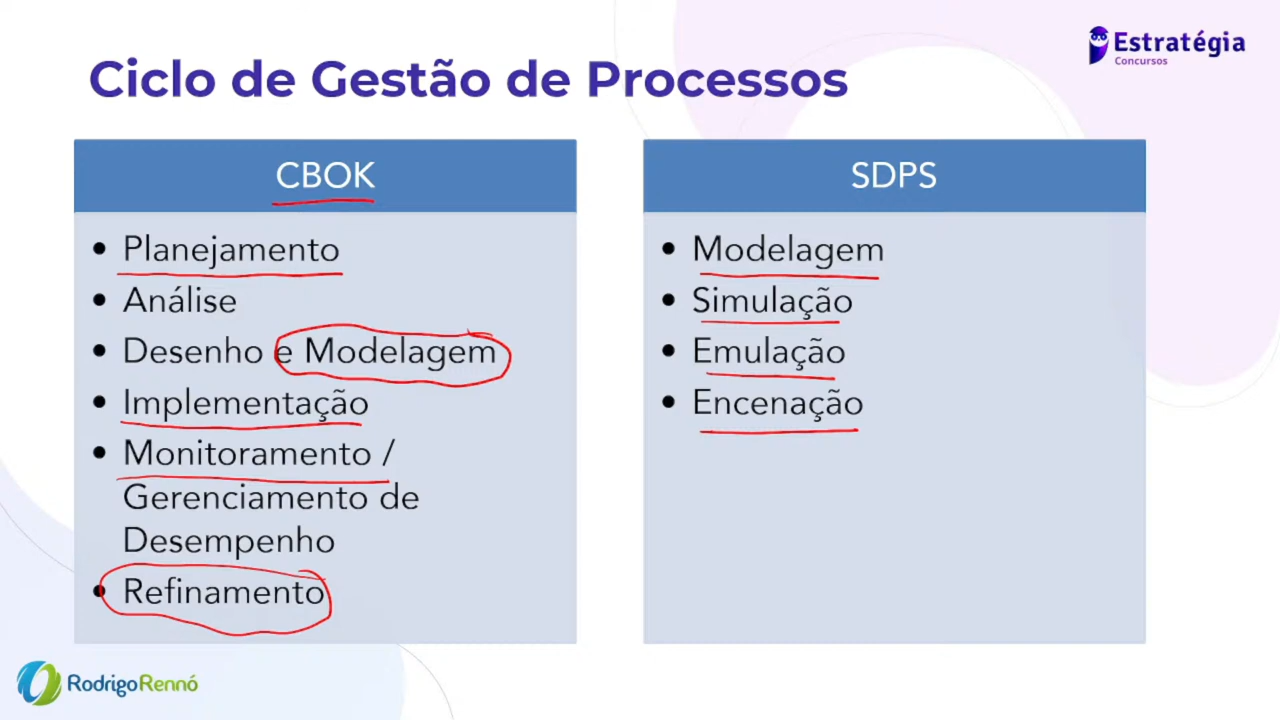 Estratégia
Concursos
Ciclo de Gestão de Processos
CBOK
• Planejamento
• Análise
• Desenho e Modelagem
• Implementação
• Monitoramento /
Gerenciamento de
Desempenho
• Refinamento
SDPS
• Modelagem
• Simulação
• Emulação
• Encenação
RodrigoRennó